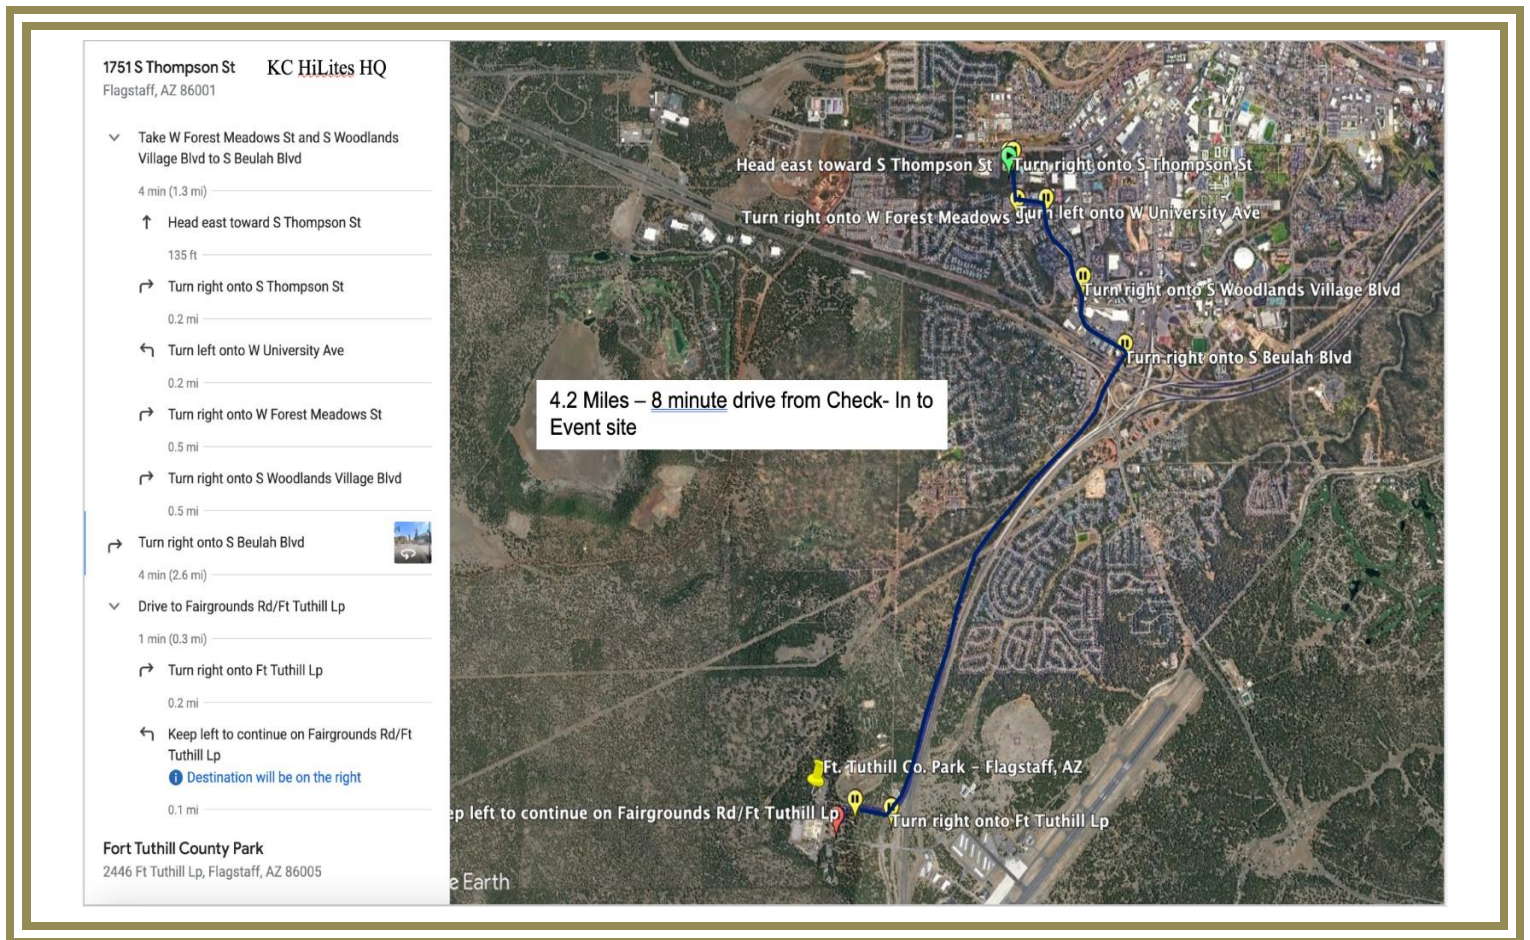 1751 S Thompson St
KC HiLites HQ
Flagstaff, AZ 86001
Take W Forest Meadows St and S Woodlands
Village Blvd to S Beulah Blvd
4 min (1.3 mi)
Head east toward S Thompson St
135 ft
Turn right onto S Thompson St
0.2 mi
Turn left onto W University Ave
0.2 mi
Turn right onto W Forest Meadows St
0.5 mi
Turn right onto S Woodlands Village Blvd
0.5 mi
Turn right onto S Beulah Blvd
4 min (2.6 mi)
Drive to Fairgrounds Rd/Ft Tuthill Lp
1 min (0.3 mi)
Turn right onto Ft Tuthill Lp
0.2 mi
Keep left to continue on Fairgrounds Rd/Ft
Tuthill Lp
Destination will be on the right
0.1 mi
Fort Tuthill County Park
2446 Ft Tuthill Lp, Flagstaff, AZ 86005
Head east toward S Thompson St
Turn right onto S Thompson St
Turn right onto W Forest Meadows St
Turn left onto W University Ave
Turn right onto S Woodlands Village Blvd
Turn right onto S Beulah Blvd
4.2 Miles – 8 minute drive from Check- In to
Event site
Ft. Tuthill Co. Park – Flagstaff, AZ
ep left to continue on Fairgrounds Rd/Ft Tuthill Lp
Turn right onto Ft Tuthill Lp
e Earth